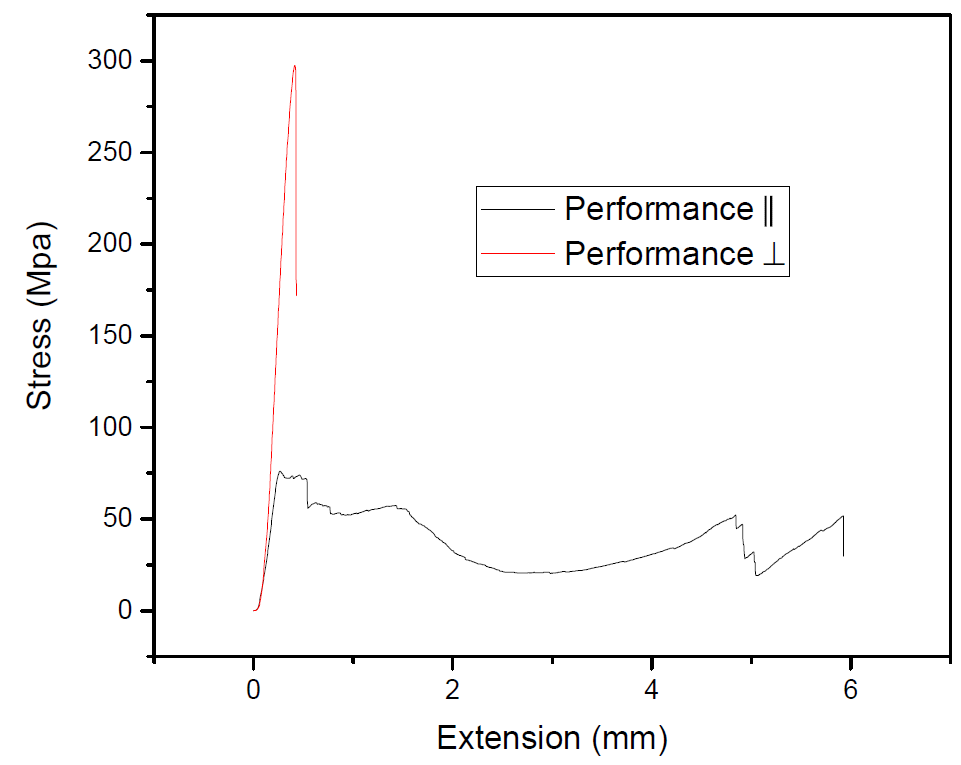 300
250
200
150
100
50
0
Stress (Mpa)
Performance ∥
Performance ⊥
0 2 4 6
Extension (mm)